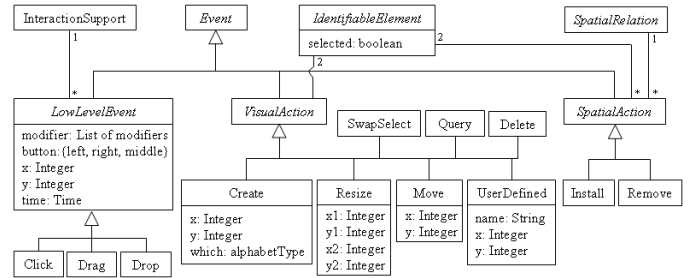 InteractionSupport
Event
IdentifiableElement
selected: boolean
SpatialRelation
1
2
2
1
*
*
*
LowLevelEvent
modifier: List of modifiers
button:{left, right, middle}
x: Integer
y: Integer
time: Time
VisualAction
SwapSelect
Query
Delete
SpatialAction
Create
x: Integer
y: Integer
which: alphabetType
Resize
x1: Integer
y1: Integer
x2: Integer
y2: Integer
Move
x: Integer
y: Integer
UserDefined
name: String
x: Integer
y: Integer
Install
Remove
Click
Drag
Drop